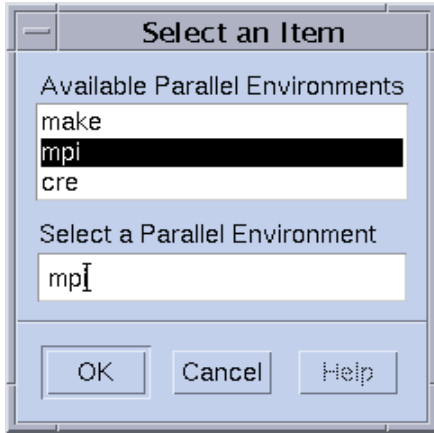 Select an Item
Available Parallel Environments
make
mpi
cre
Select a Parallel Environment
mpi
OK Cancel Help